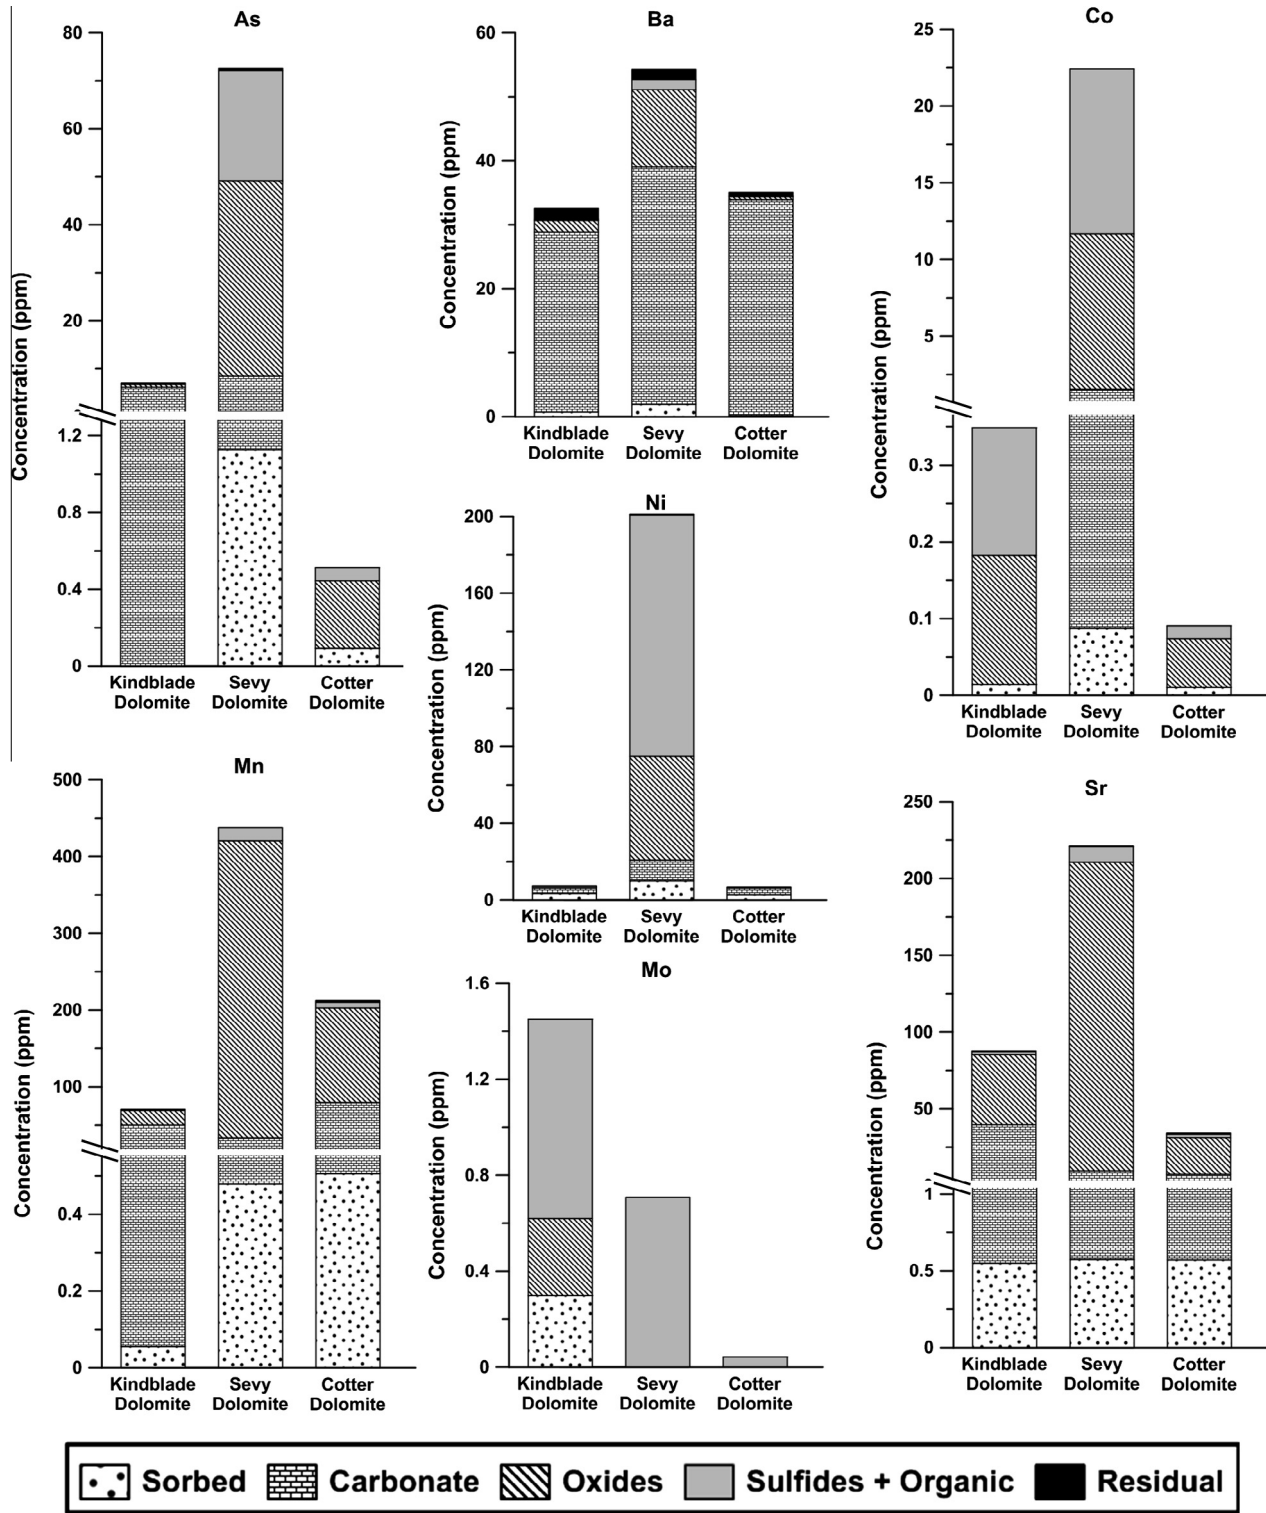 As
Concentration (ppm)
80
60
40
20
1.2
0.8
0.4
0
Kindblade Sevy Cotter
Dolomite Dolomite Dolomite
Ba
Concentration (ppm)
60
40
20
0
Kindblade Sevy Cotter
Dolomite Dolomite Dolomite
Co
Concentration (ppm)
25
20
15
10
5
0.3
0.2
0.1
0
Kindblade Sevy Cotter
Dolomite Dolomite Dolomite
Ni
Concentration (ppm)
200
160
120
80
40
0
Kindblade Sevy Cotter
Dolomite Dolomite Dolomite
Mn
Concentration (ppm)
500
400
300
200
100
0.4
0.2
0
Kindblade Sevy Cotter
Dolomite Dolomite Dolomite
Mo
Concentration (ppm)
1.6
1.2
0.8
0.4
0
Kindblade Sevy Cotter
Dolomite Dolomite Dolomite
Sr
Concentration (ppm)
250
200
150
100
50
1
0.5
0
Kindblade Sevy Cotter
Dolomite Dolomite Dolomite
Sorbed Carbonate Oxides Sulfides + Organic Residual